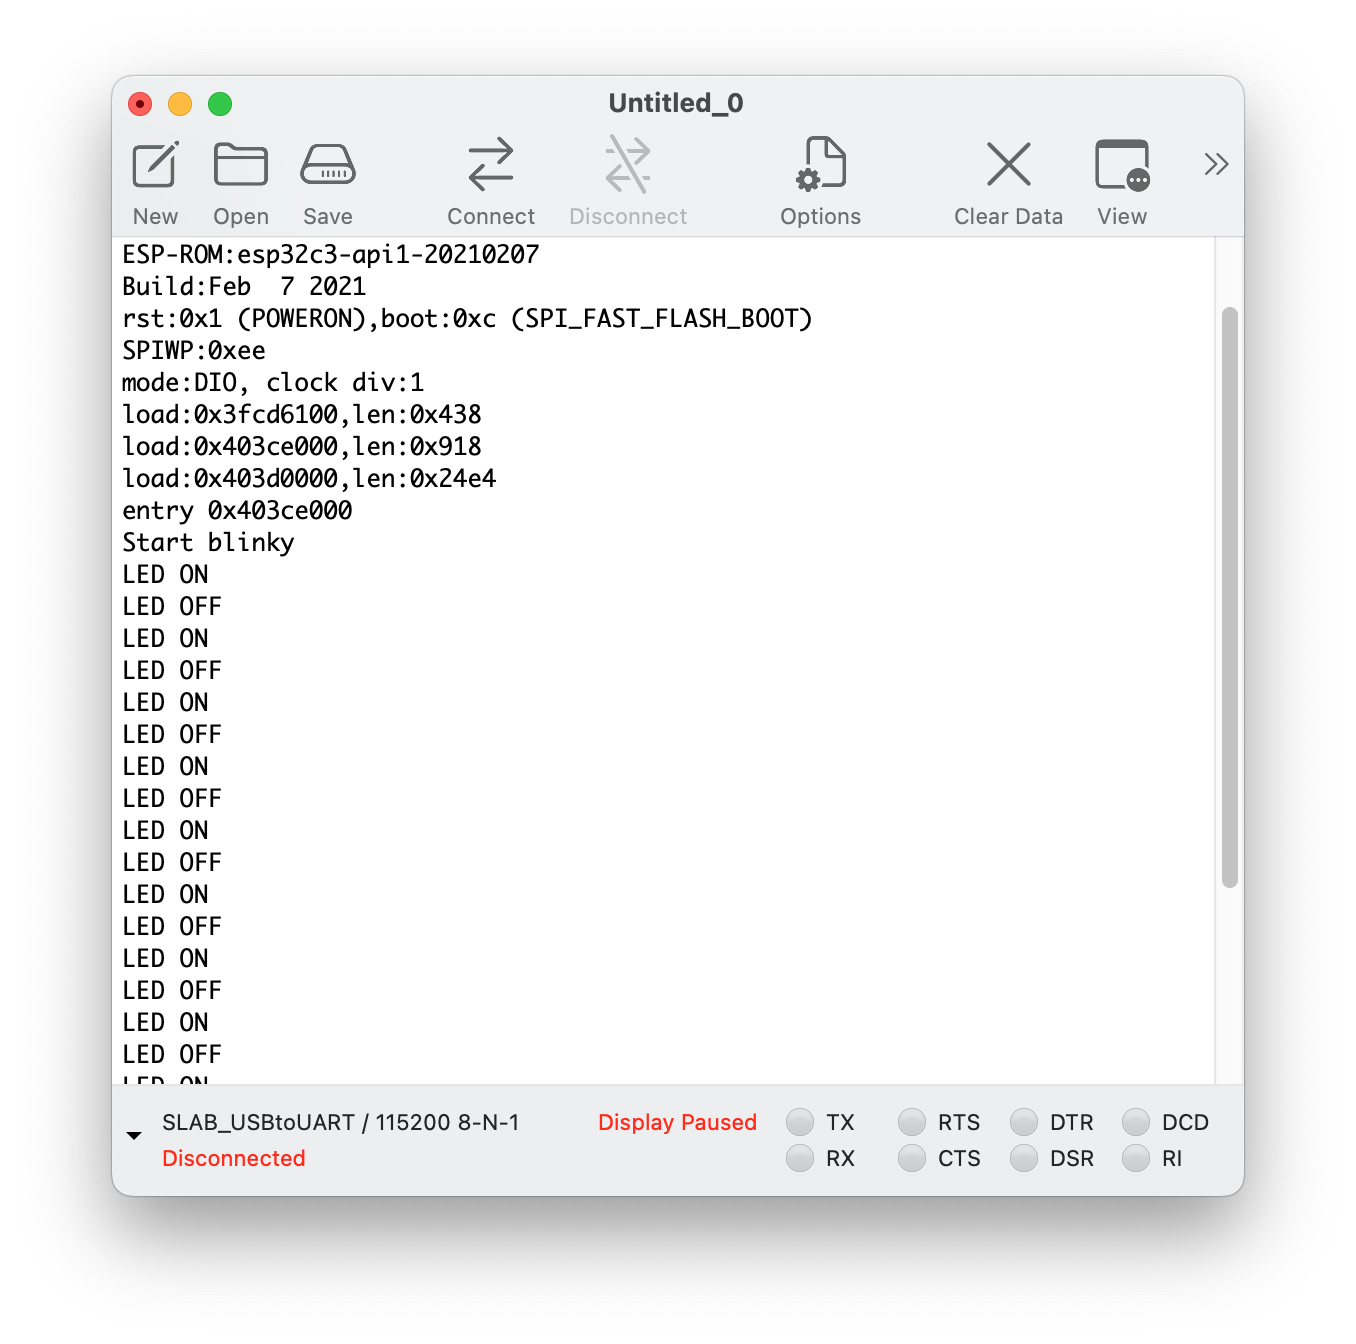 Untitled_0
New Open Save Connect Disconnect Options Clear Data View
ESP-ROM:esp32c3-api1-20210207
Build:Feb  7 2021
rst:0x1 (POWERON),boot:0xc (SPI_FAST_FLASH_BOOT)
SPIWP:0xee
mode:DIO, clock div:1
load:0x3fcd6100,len:0x438
load:0x403ce000,len:0x918
load:0x403d0000,len:0x24e4
entry 0x403ce000
Start blinky
LED ON
LED OFF
LED ON
LED OFF
LED ON
LED OFF
LED ON
LED OFF
LED ON
LED OFF
LED ON
LED OFF
LED ON
LED OFF
LED ON
LED OFF
LED ON
SLAB_USBtoUART / 115200 8-N-1 Display Paused TX RTS DTR DCD
Disconnected RX CTS DSR RI